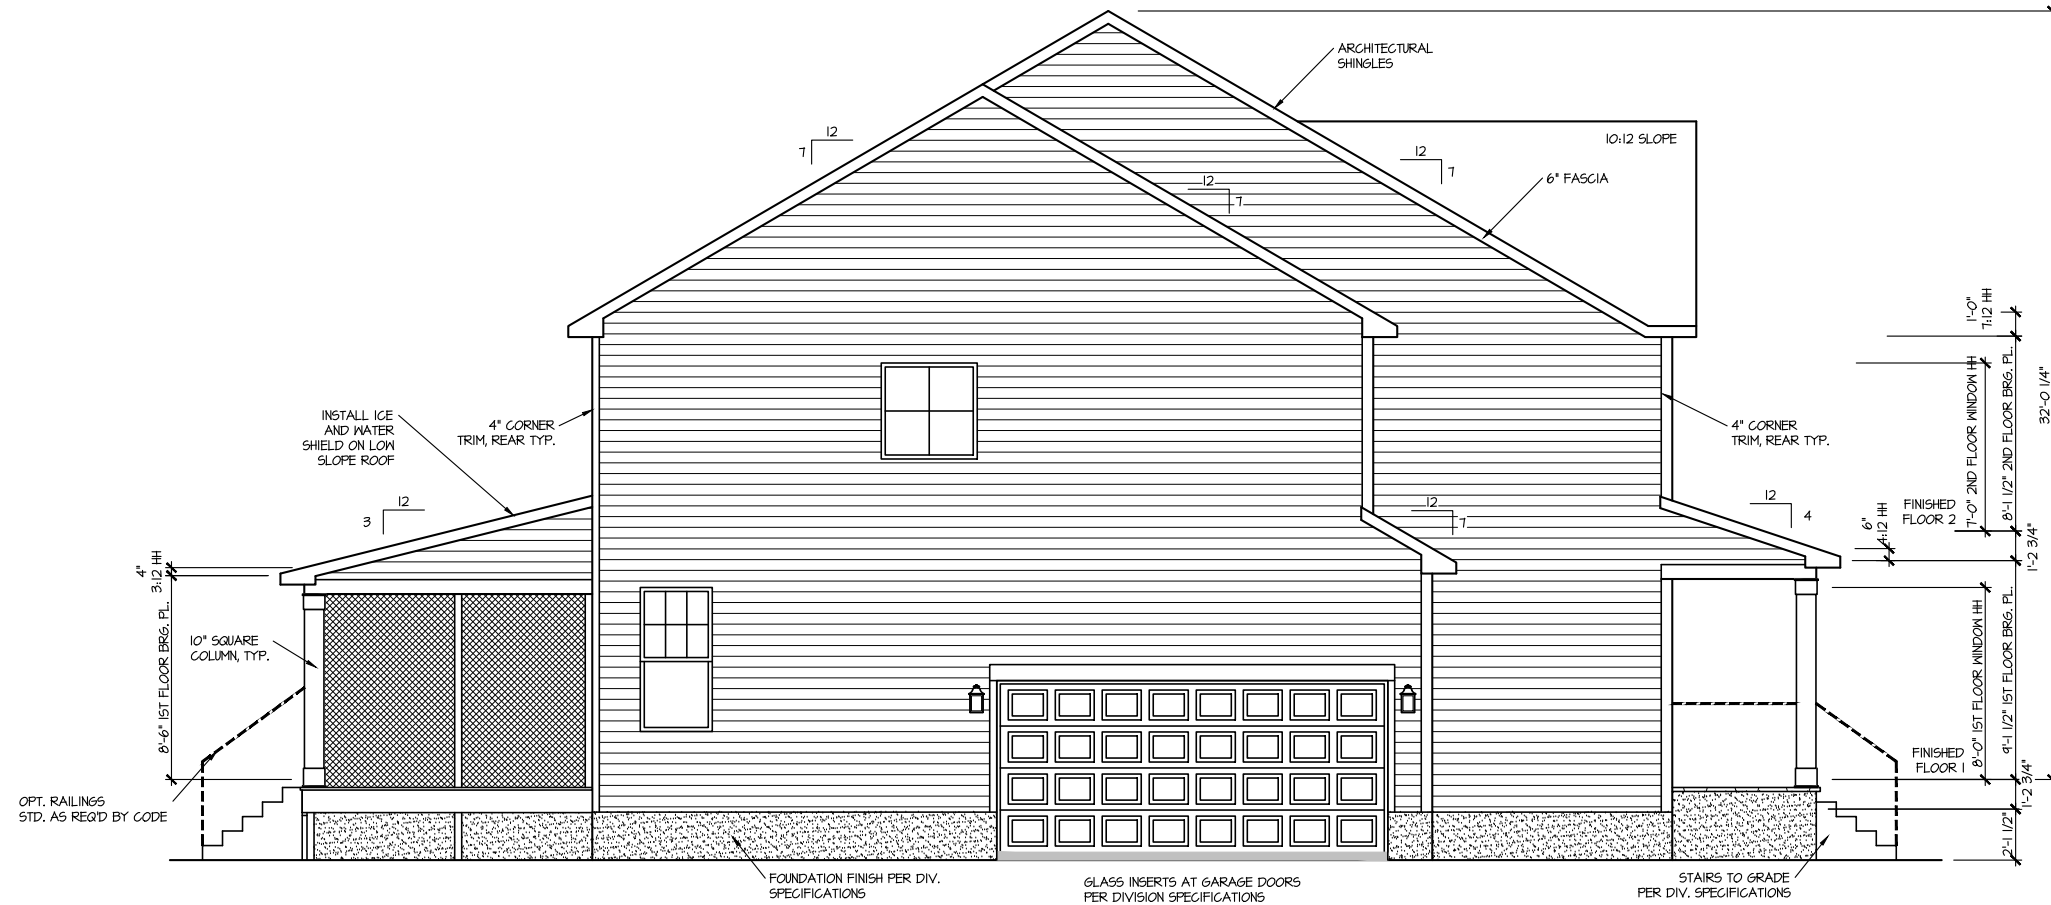 ARCHITECTURAL
SHINGLES
12
7
12
7
10:12 SLOPE
6" FASCIA
12
7
1'-0"
7:12 HH
7'-0" 2ND FLOOR WINDOW HH
8'-1 1/2" 2ND FLOOR BRG. PL.
32'-0 1/4"
INSTALL ICE
AND WATER
SHIELD ON LOW
SLOPE ROOF
4" CORNER
TRIM, REAR TYP.
4" CORNER
TRIM, REAR TYP.
12
3
12
7
12
4
FINISHED
FLOOR 2
6"
4:12 HH
1'-2 3/4"
4"
3:12 HH
8'-6" 1ST FLOOR BRG. PL.
10" SQUARE
COLUMN, TYP.
8'-0" 1ST FLOOR WINDOW HH
9'-1 1/2" 1ST FLOOR BRG. PL.
FINISHED
FLOOR 1
1'-2 3/4"
2'-1 1/2"
OPT. RAILINGS
STD. AS REQ'D BY CODE
FOUNDATION FINISH PER DIV.
SPECIFICATIONS
GLASS INSERTS AT GARAGE DOORS
PER DIVISION SPECIFICATIONS
STAIRS TO GRADE
PER DIV. SPECIFICATIONS